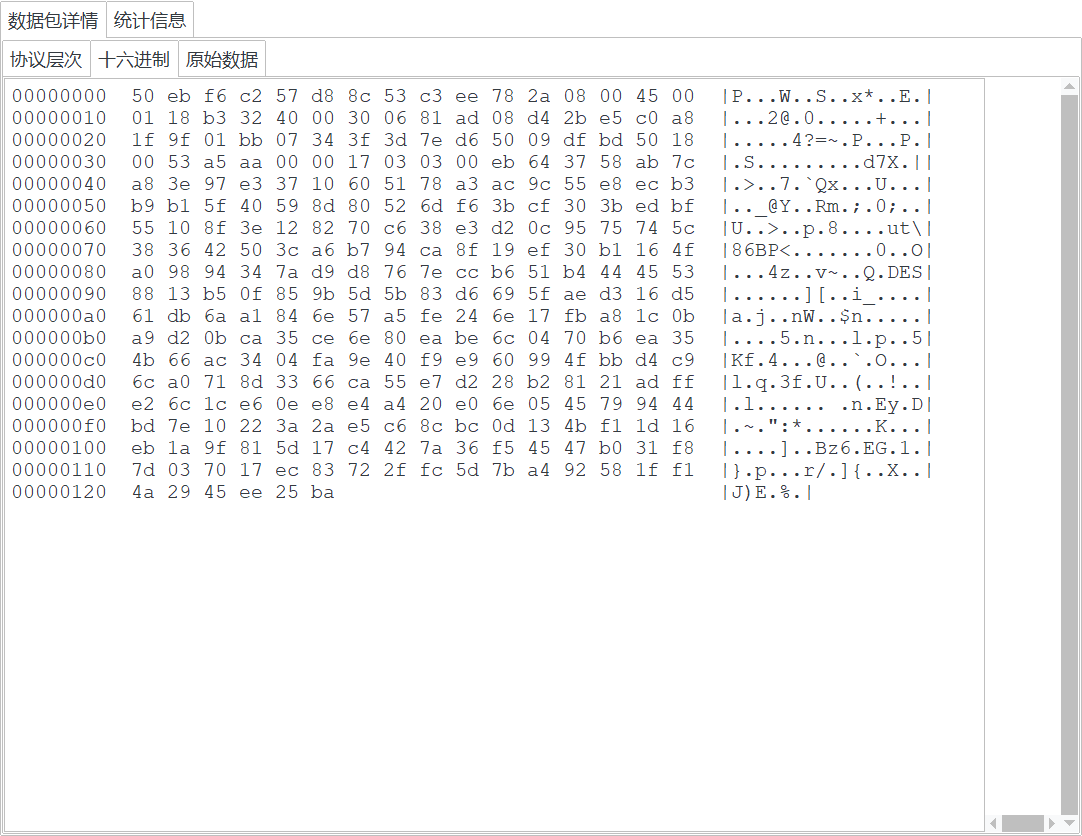 数据包详情 统计信息
协议层次 十六进制 原始数据
00000000  50 eb f6 c2 57 d8 8c 53 c3 ee 78 2a 08 00 45 00  |P...W..S..x*..E.|
00000010  01 18 b3 32 40 00 30 06 81 ad 08 d4 2b e5 c0 a8  |...2@.0.....+...|
00000020  1f 9f 01 bb 07 34 3f 3d 7e d6 50 09 df bd 50 18  |.....4?=~.P...P.|
00000030  00 53 a5 aa 00 00 17 03 03 00 eb 64 37 58 ab 7c  |.S.........d7X.||
00000040  a8 3e 97 e3 37 10 60 51 78 a3 ac 9c 55 e8 ec b3  |.>..7.`Qx...U...|
00000050  b9 b1 5f 40 59 8d 80 52 6d f6 3b cf 30 3b ed bf  |.._@Y..Rm.;.0;..|
00000060  55 10 8f 3e 12 82 70 c6 38 e3 d2 0c 95 75 74 5c  |U..>..p.8....ut\|
00000070  38 36 42 50 3c a6 b7 94 ca 8f 19 ef 30 b1 16 4f  |86BP<.......0..O|
00000080  a0 98 94 34 7a d9 d8 76 7e cc b6 51 b4 44 45 53  |...4z..v~..Q.DES|
00000090  88 13 b5 0f 85 9b 5d 5b 83 d6 69 5f ae d3 16 d5  |......][..i_....|
000000a0  61 db 6a a1 84 6e 57 a5 fe 24 6e 17 fb a8 1c 0b  |a.j..nW..$n.....|
000000b0  a9 d2 0b ca 35 ce 6e 80 ea be 6c 04 70 b6 ea 35  |....5.n...l.p..5|
000000c0  4b 66 ac 34 04 fa 9e 40 f9 e9 60 99 4f bb d4 c9  |Kf.4...@..`.O...|
000000d0  6c a0 71 8d 33 66 ca 55 e7 d2 28 b2 81 21 ad ff  |l.q.3f.U..(..!..|
000000e0  e2 6c 1c e6 0e e8 e4 a4 20 e0 6e 05 45 79 94 44  |.l...... .n.Ey.D|
000000f0  bd 7e 10 22 3a 2a e5 c6 8c bc 0d 13 4b f1 1d 16  |.~.":*......K...|
00000100  eb 1a 9f 81 5d 17 c4 42 7a 36 f5 45 47 b0 31 f8  |....]..Bz6.EG.1.|
00000110  7d 03 70 17 ec 83 72 2f fc 5d 7b a4 92 58 1f f1  |}.p...r/.]{..X..|
00000120  4a 29 45 ee 25 ba  |J)E.%.|